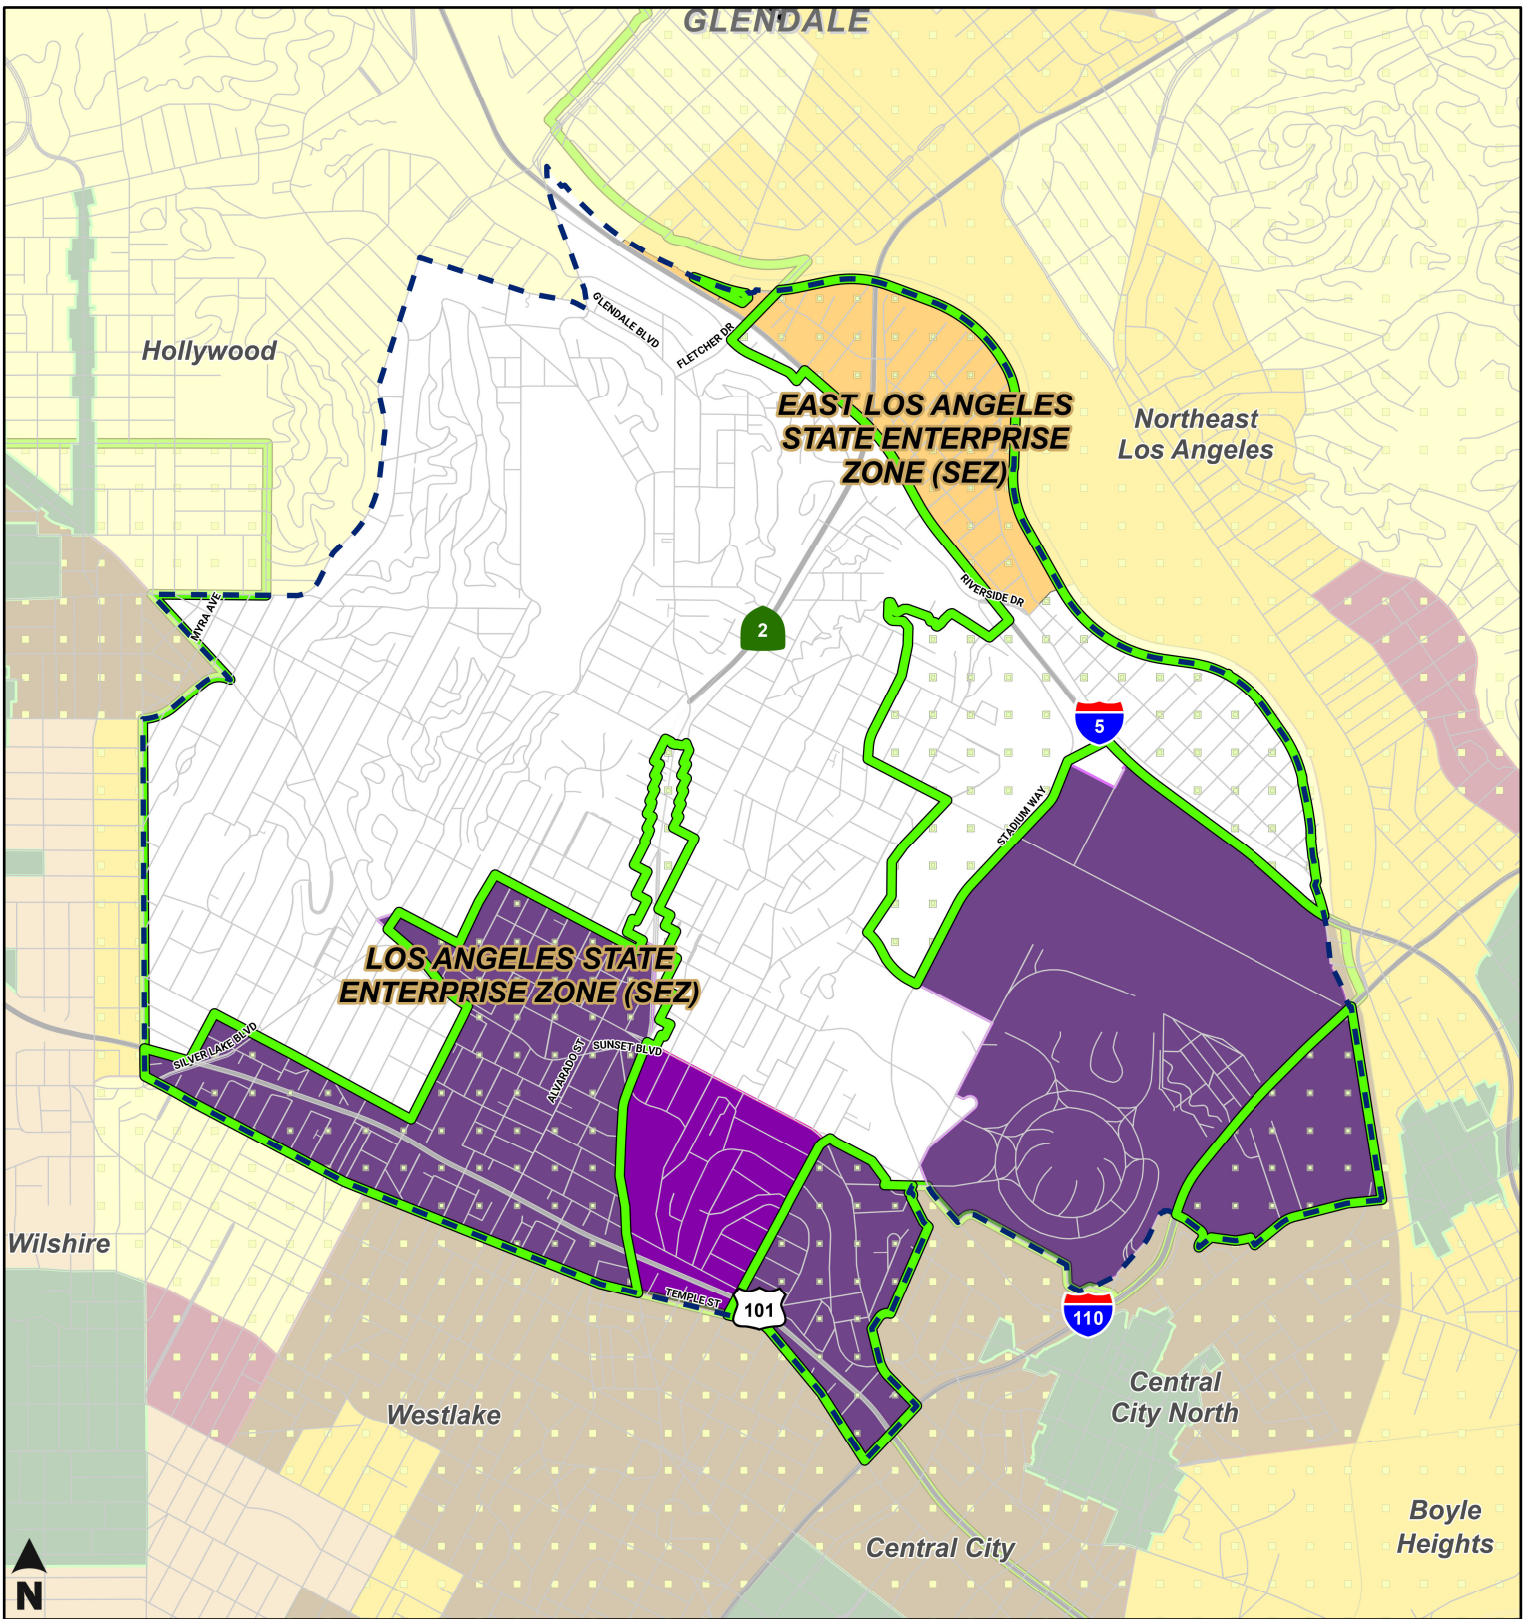 GLENDALE
GLENDALE BLVD
FLETCHER DR
Hollywood
EAST LOS ANGELES
STATE ENTERPRISE
ZONE (SEZ)
Northeast
Los Angeles
RIVERSIDE DR
MYRA AVE
2
5
STADIUM WAY
LOS ANGELES STATE
ENTERPRISE ZONE (SEZ)
SILVER LAKE BLVD
ALVARADO ST
SUNSET BLVD
Wilshire
TEMPLE ST
101
110
Central
City North
Westlake
Boyle
Heights
Central City
N